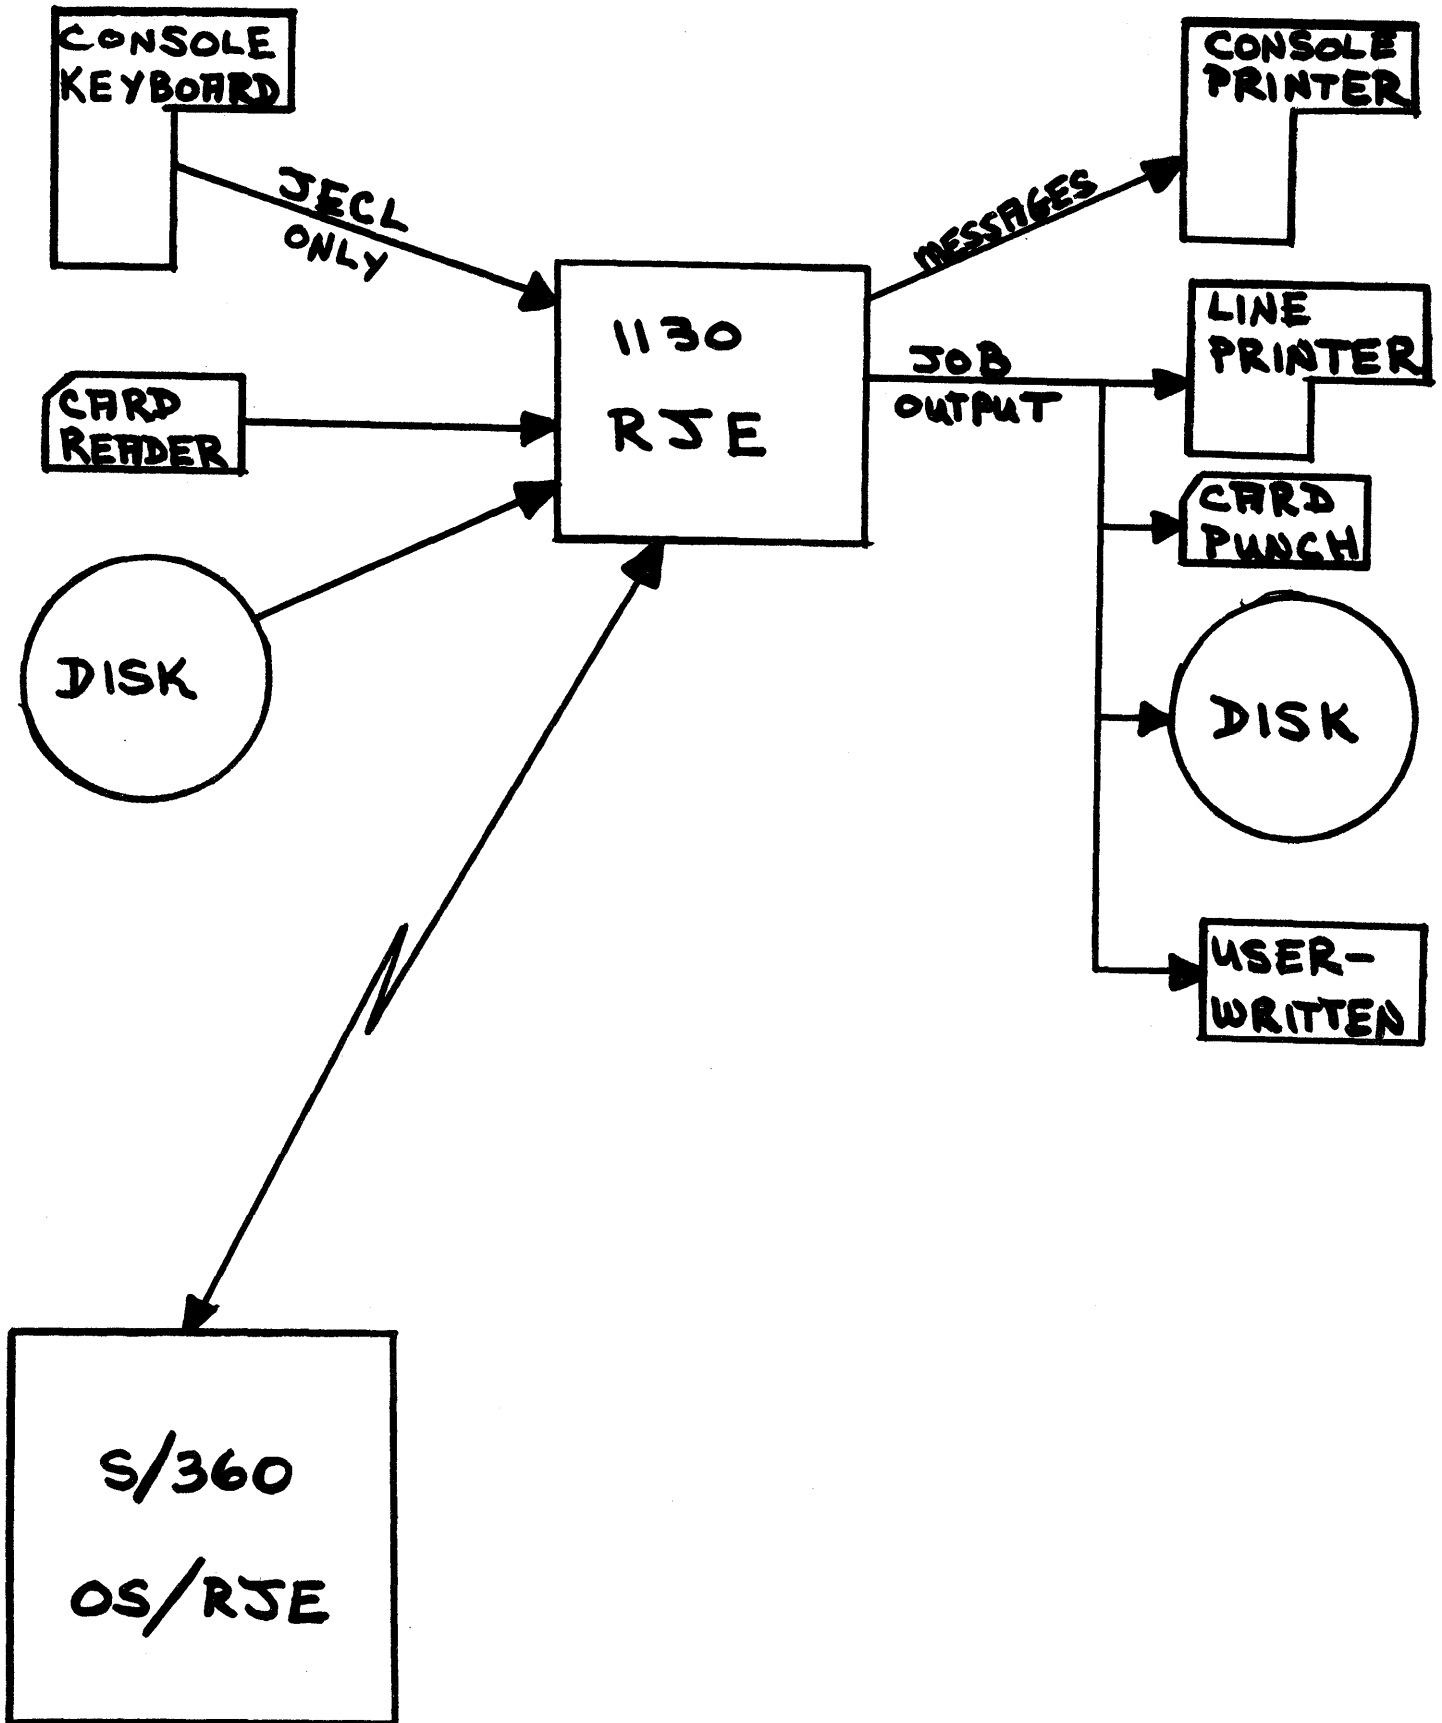 CONSOLE
KEYBOARD
JECL
ONLY
CARD
READER
DISK
1130
RJE
MESSAGES
JOB
OUTPUT
CONSOLE
PRINTER
LINE
PRINTER
CARD
PUNCH
DISK
USER-
WRITTEN
S/360
OS/RJE